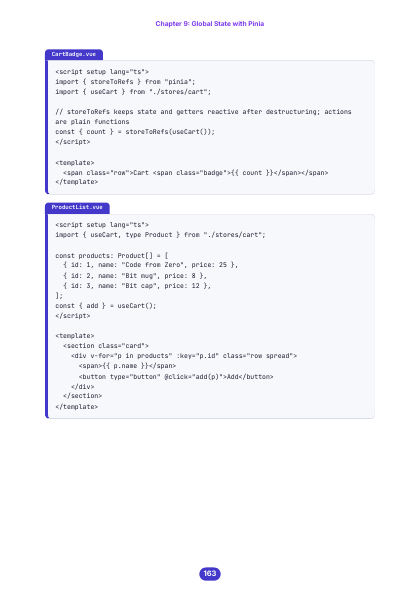 Chapter 9: Global State with Pinia
CartBadge.vue
<script setup lang="ts">
import { storeToRefs } from "pinia";
import { useCart } from "./stores/cart";

// storeToRefs keeps state and getters reactive after destructuring; actions
are plain functions
const { count } = storeToRefs(useCart());
</script>

<template>
  <span class="row">Cart <span class="badge">{{ count }}</span></span>
</template>
ProductList.vue
<script setup lang="ts">
import { useCart, type Product } from "./stores/cart";

const products: Product[] = [
  { id: 1, name: "Code from Zero", price: 25 },
  { id: 2, name: "Bit mug", price: 8 },
  { id: 3, name: "Bit cap", price: 12 },
];
const { add } = useCart();
</script>

<template>
  <section class="card">
    <div v-for="p in products" :key="p.id" class="row spread">
      <span>{{ p.name }}</span>
      <button type="button" @click="add(p)">Add</button>
    </div>
  </section>
</template>
163